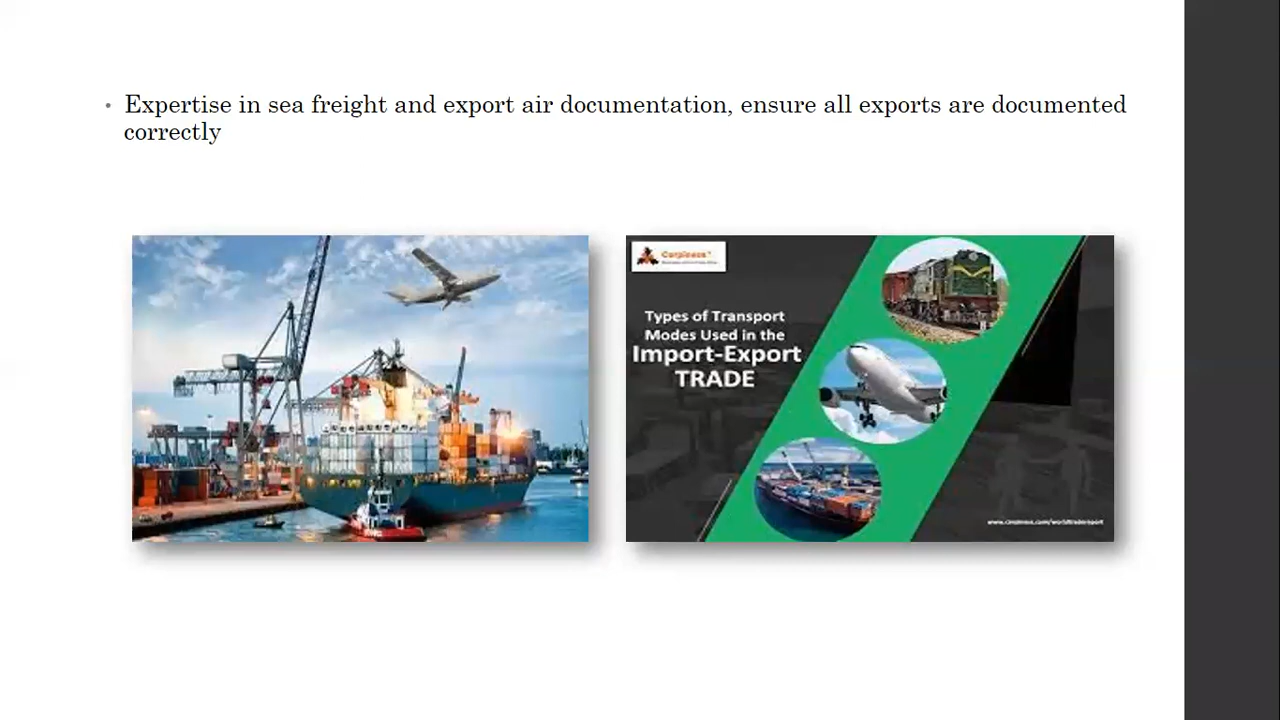 • Expertise in sea freight and export air documentation, ensure all exports are documented
correctly
Corpiness
Types of Transport
Modes Used in the
Import-Export
TRADE